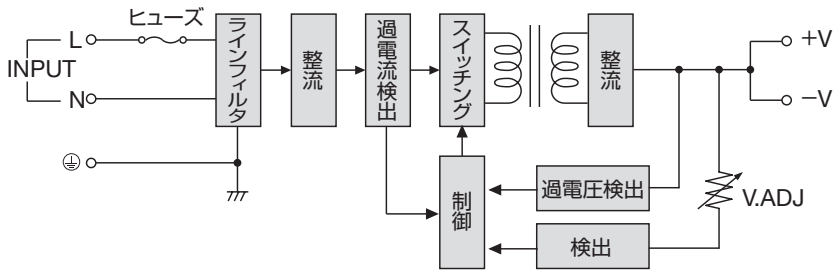 ヒューズ
L
INPUT
N
ラインフィルタ
整流
過電流検出
スイッチング
整流
+V
−V
制御
過電圧検出
検出
V.ADJ